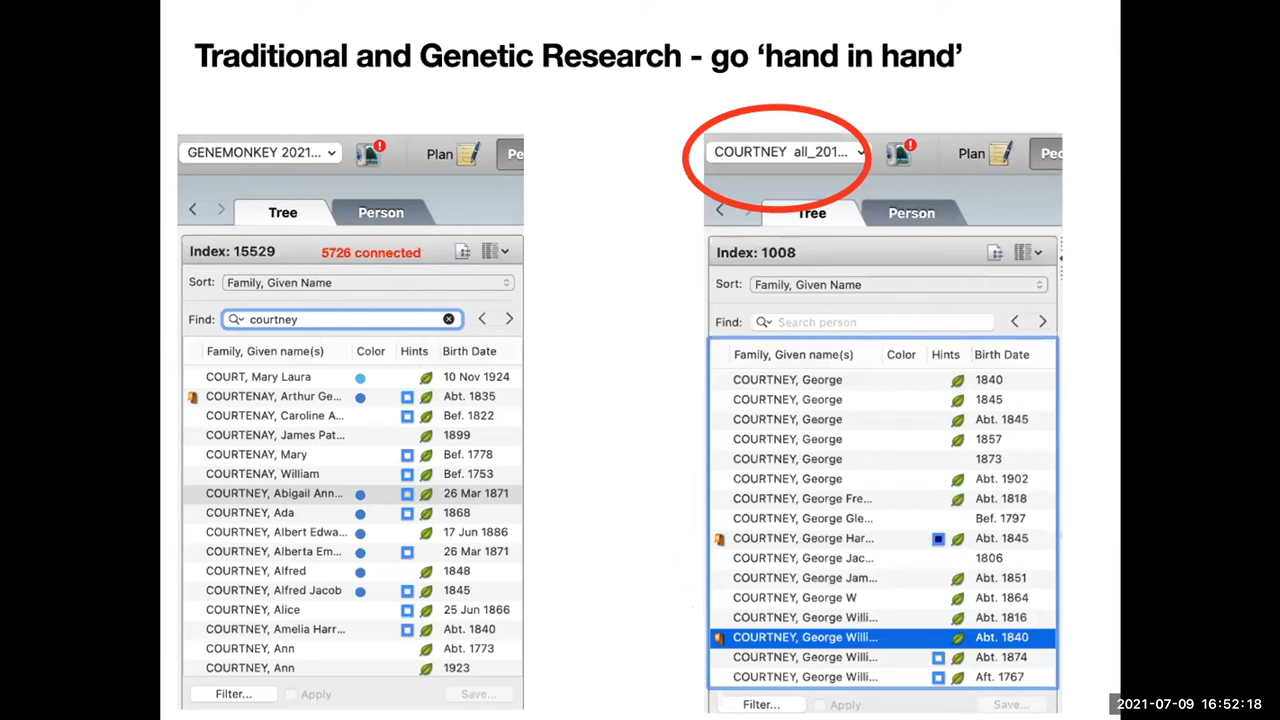 Traditional and Genetic Research - go ‘hand in hand’
GENEMONKEY 2021...
Plan
Tree
Person
Index: 15529
5726 connected
Sort: Family, Given Name
Find: courtney
Family, Given name(s) Color Hints Birth Date
COURT, Mary Laura 10 Nov 1924
COURTENAY, Arthur Ge... Abt. 1835
COURTENAY, Caroline A... Bef. 1822
COURTENAY, James Pat... 1899
COURTENAY, Mary Bef. 1778
COURTENAY, William Bef. 1753
COURTNEY, Abigail Ann... 26 Mar 1871
COURTNEY, Ada 1868
COURTNEY, Albert Edwa... 17 Jun 1886
COURTNEY, Alberta Em... 26 Mar 1871
COURTNEY, Alfred 1848
COURTNEY, Alfred Jacob 1845
COURTNEY, Alice 25 Jun 1866
COURTNEY, Amelia Harr... Abt. 1840
COURTNEY, Ann Abt. 1773
COURTNEY, Ann 1923
Filter... Apply Save...
COURTNEY all_201...
Plan
Tree
Person
Index: 1008
Sort: Family, Given Name
Find: Search person
Family, Given name(s) Color Hints Birth Date
COURTNEY, George 1840
COURTNEY, George 1845
COURTNEY, George Abt. 1845
COURTNEY, George 1857
COURTNEY, George 1873
COURTNEY, George Abt. 1902
COURTNEY, George Fre... Abt. 1818
COURTNEY, George Gle... Bef. 1797
COURTNEY, George Har... Abt. 1845
COURTNEY, George Jac... 1806
COURTNEY, George Jam... Abt. 1851
COURTNEY, George W Abt. 1864
COURTNEY, George Willi... Abt. 1816
COURTNEY, George Willi... Abt. 1840
COURTNEY, George Willi... Abt. 1874
COURTNEY, George Willi... Aft. 1767
Filter... Apply Save...
2021-07-09 16:52:18